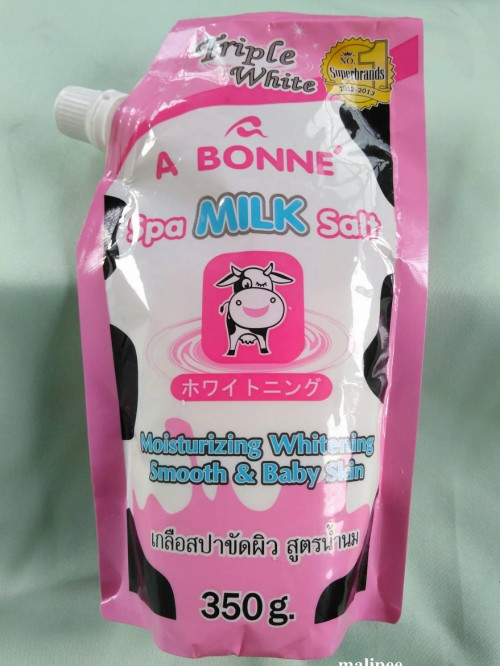 Triple
White
NO.
1
Superbrands
A BONNE'
Spa MILK Salt
ホワイトニング
Moisturizing Whitening
Smooth & Baby Skin
เกลือสปาขัดผิว สูตรน้ำนม
350 g.
malinee